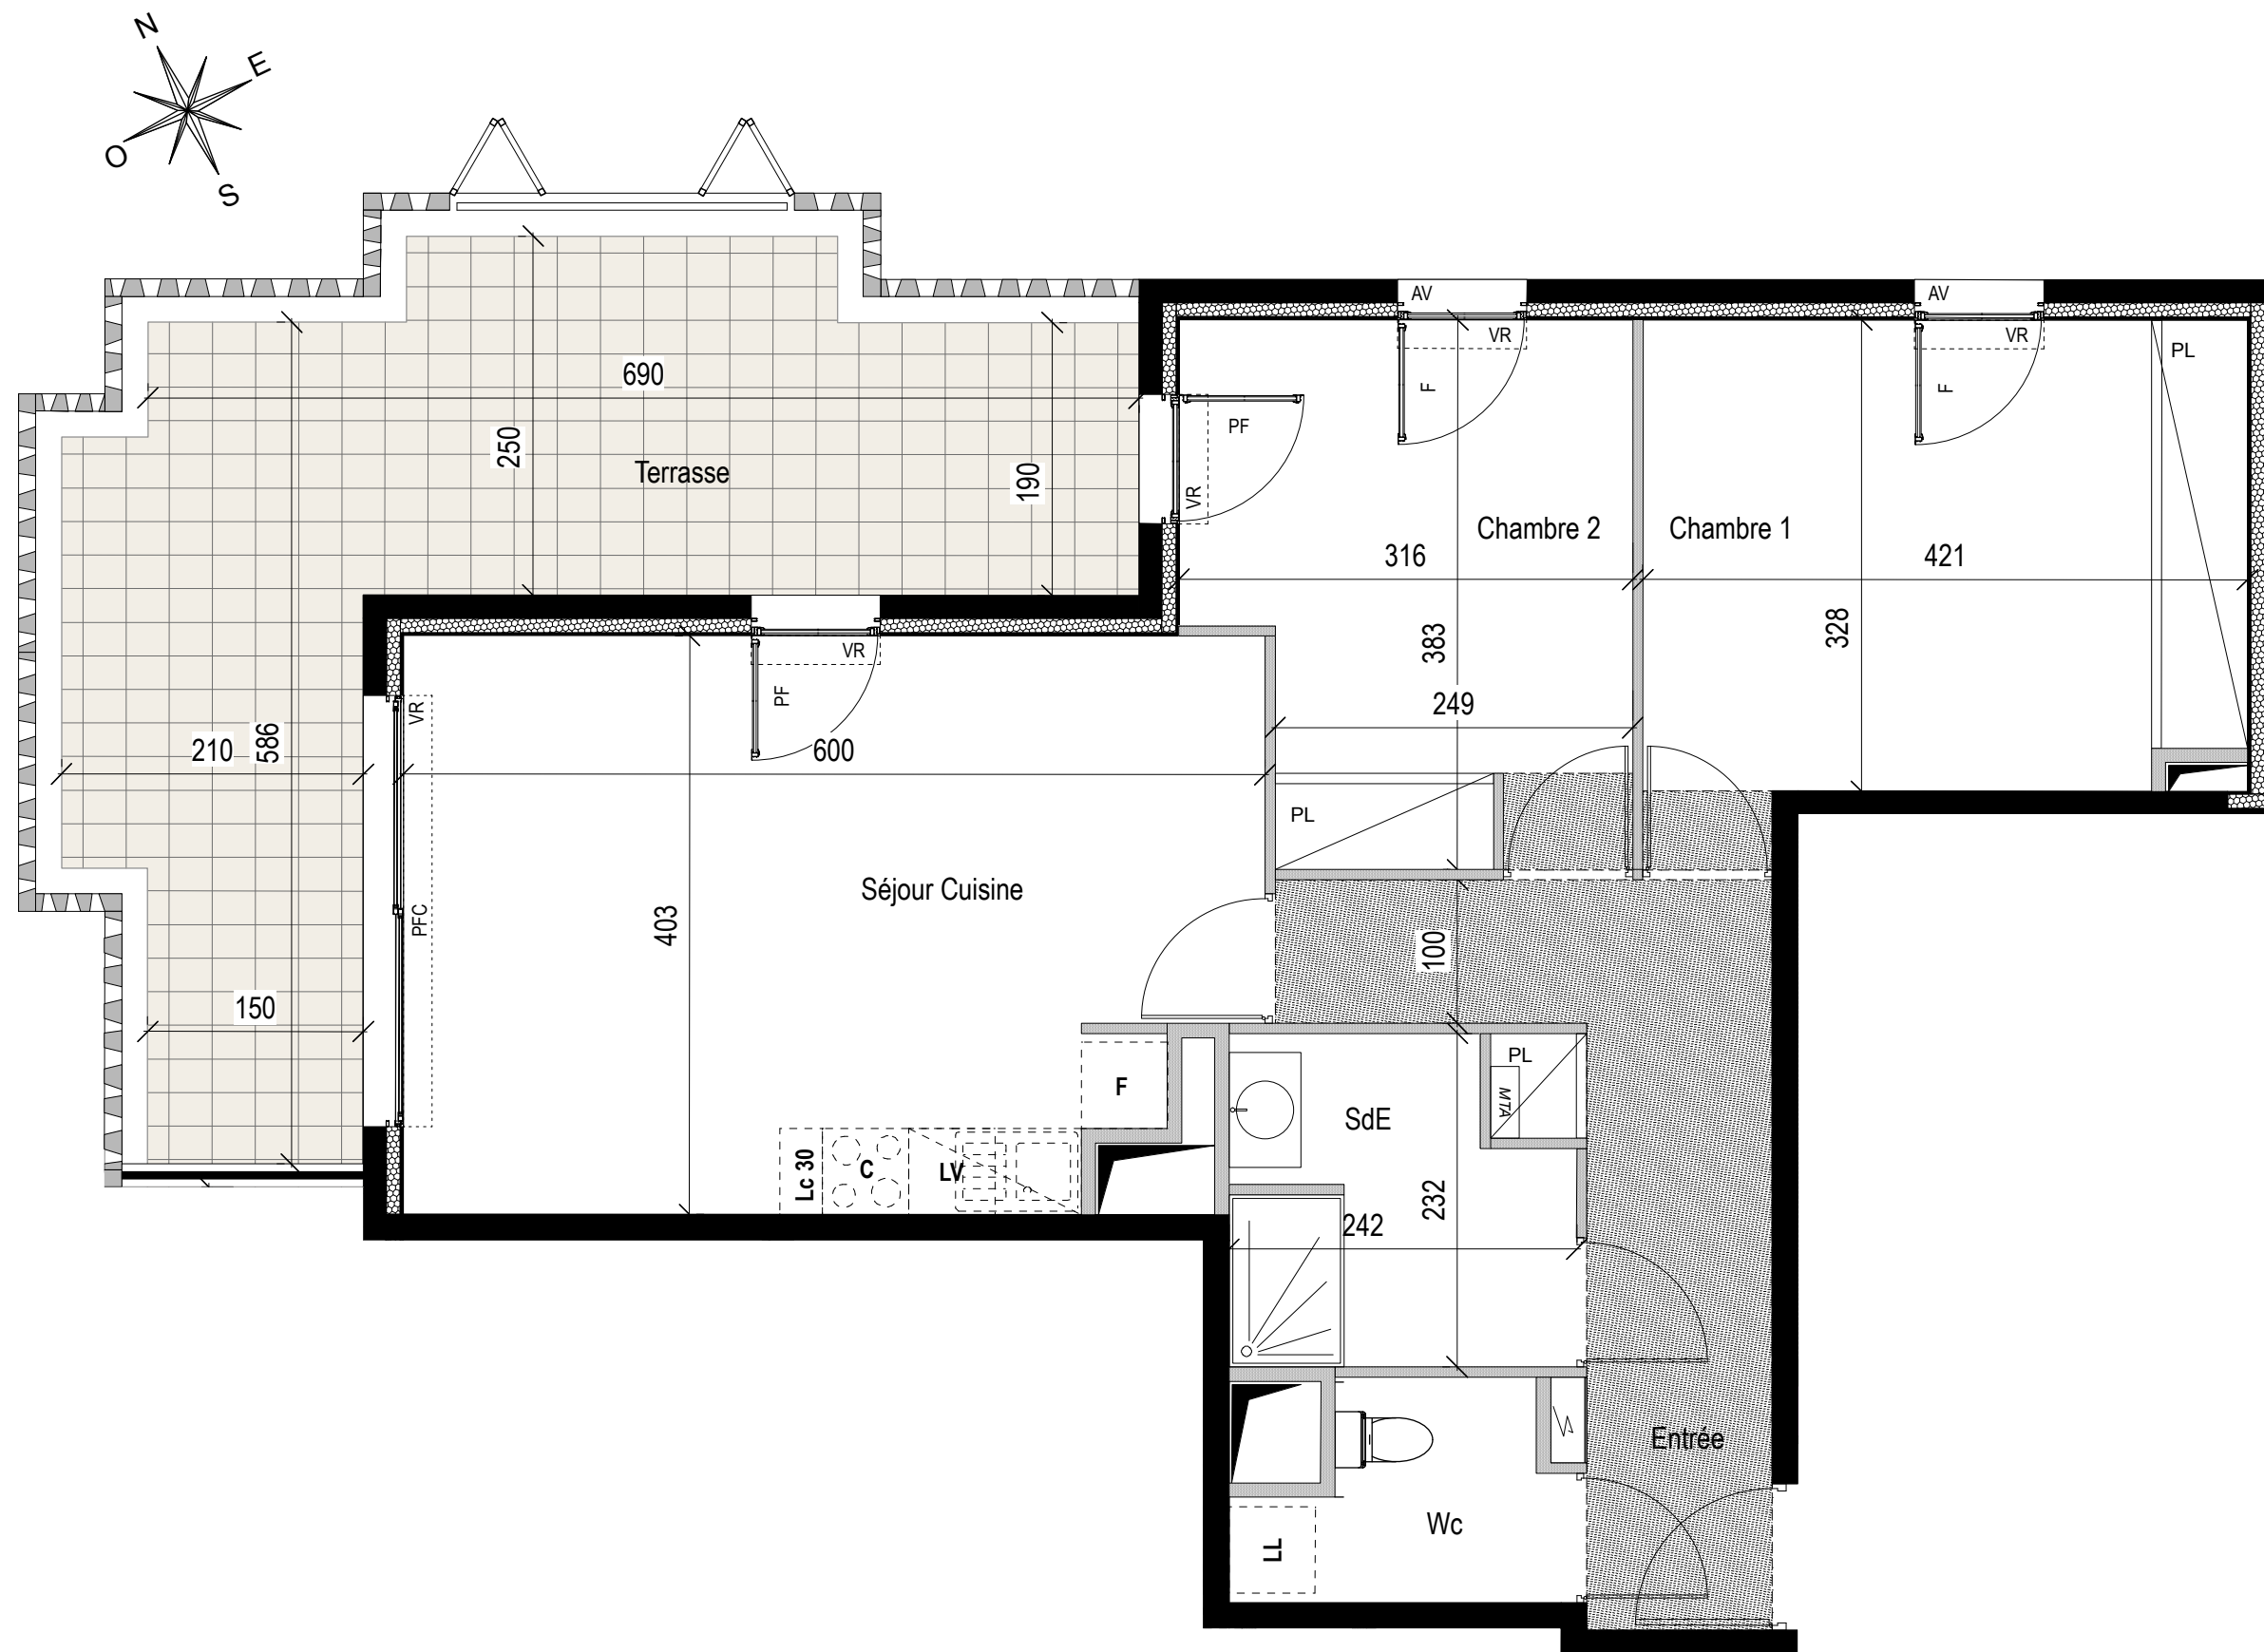 N
E
O
S
AV
AV
VR
VR
PL
F
F
690
PF
250
Terrasse
190
VR
Chambre 2
Chambre 1
316
421
383
328
VR
PF
249
VR
210
586
600
PL
Séjour Cuisine
403
PFC
100
150
F
PL
MTA
SdE
Lc 30
C
LV
232
242
Entrée
Wc
LL